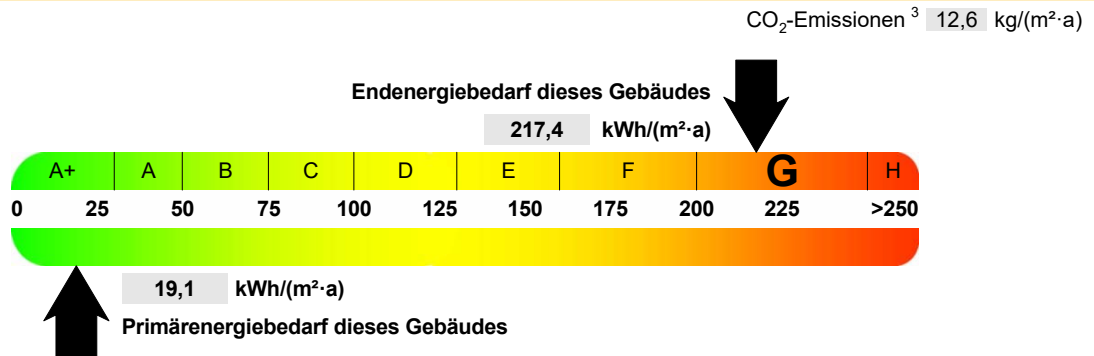 CO₂-Emissionen ³ 12,6 kg/(m²·a)
Endenergiebedarf dieses Gebäudes
217,4 kWh/(m²·a)
A+ A B C D E F G H
0 25 50 75 100 125 150 175 200 225 >250
19,1 kWh/(m²·a)
Primärenergiebedarf dieses Gebäudes